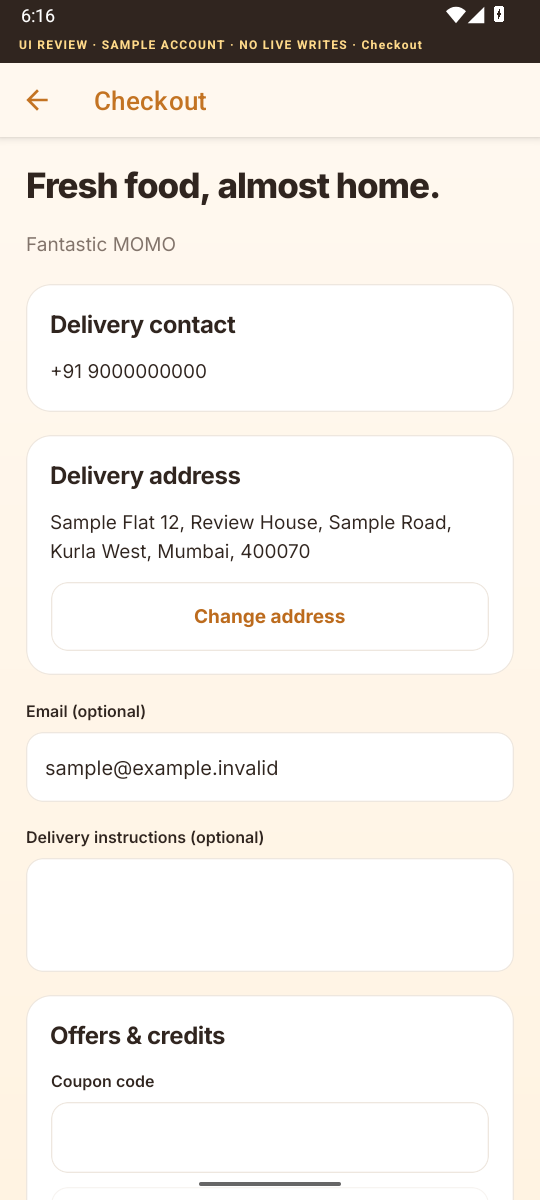 6:16
UI REVIEW · SAMPLE ACCOUNT · NO LIVE WRITES · Checkout
Checkout
Fresh food, almost home.
Fantastic MOMO
Delivery contact
+91 9000000000
Delivery address
Sample Flat 12, Review House, Sample Road,
Kurla West, Mumbai, 400070
Change address
Email (optional)
sample@example.invalid
Delivery instructions (optional)
Offers & credits
Coupon code